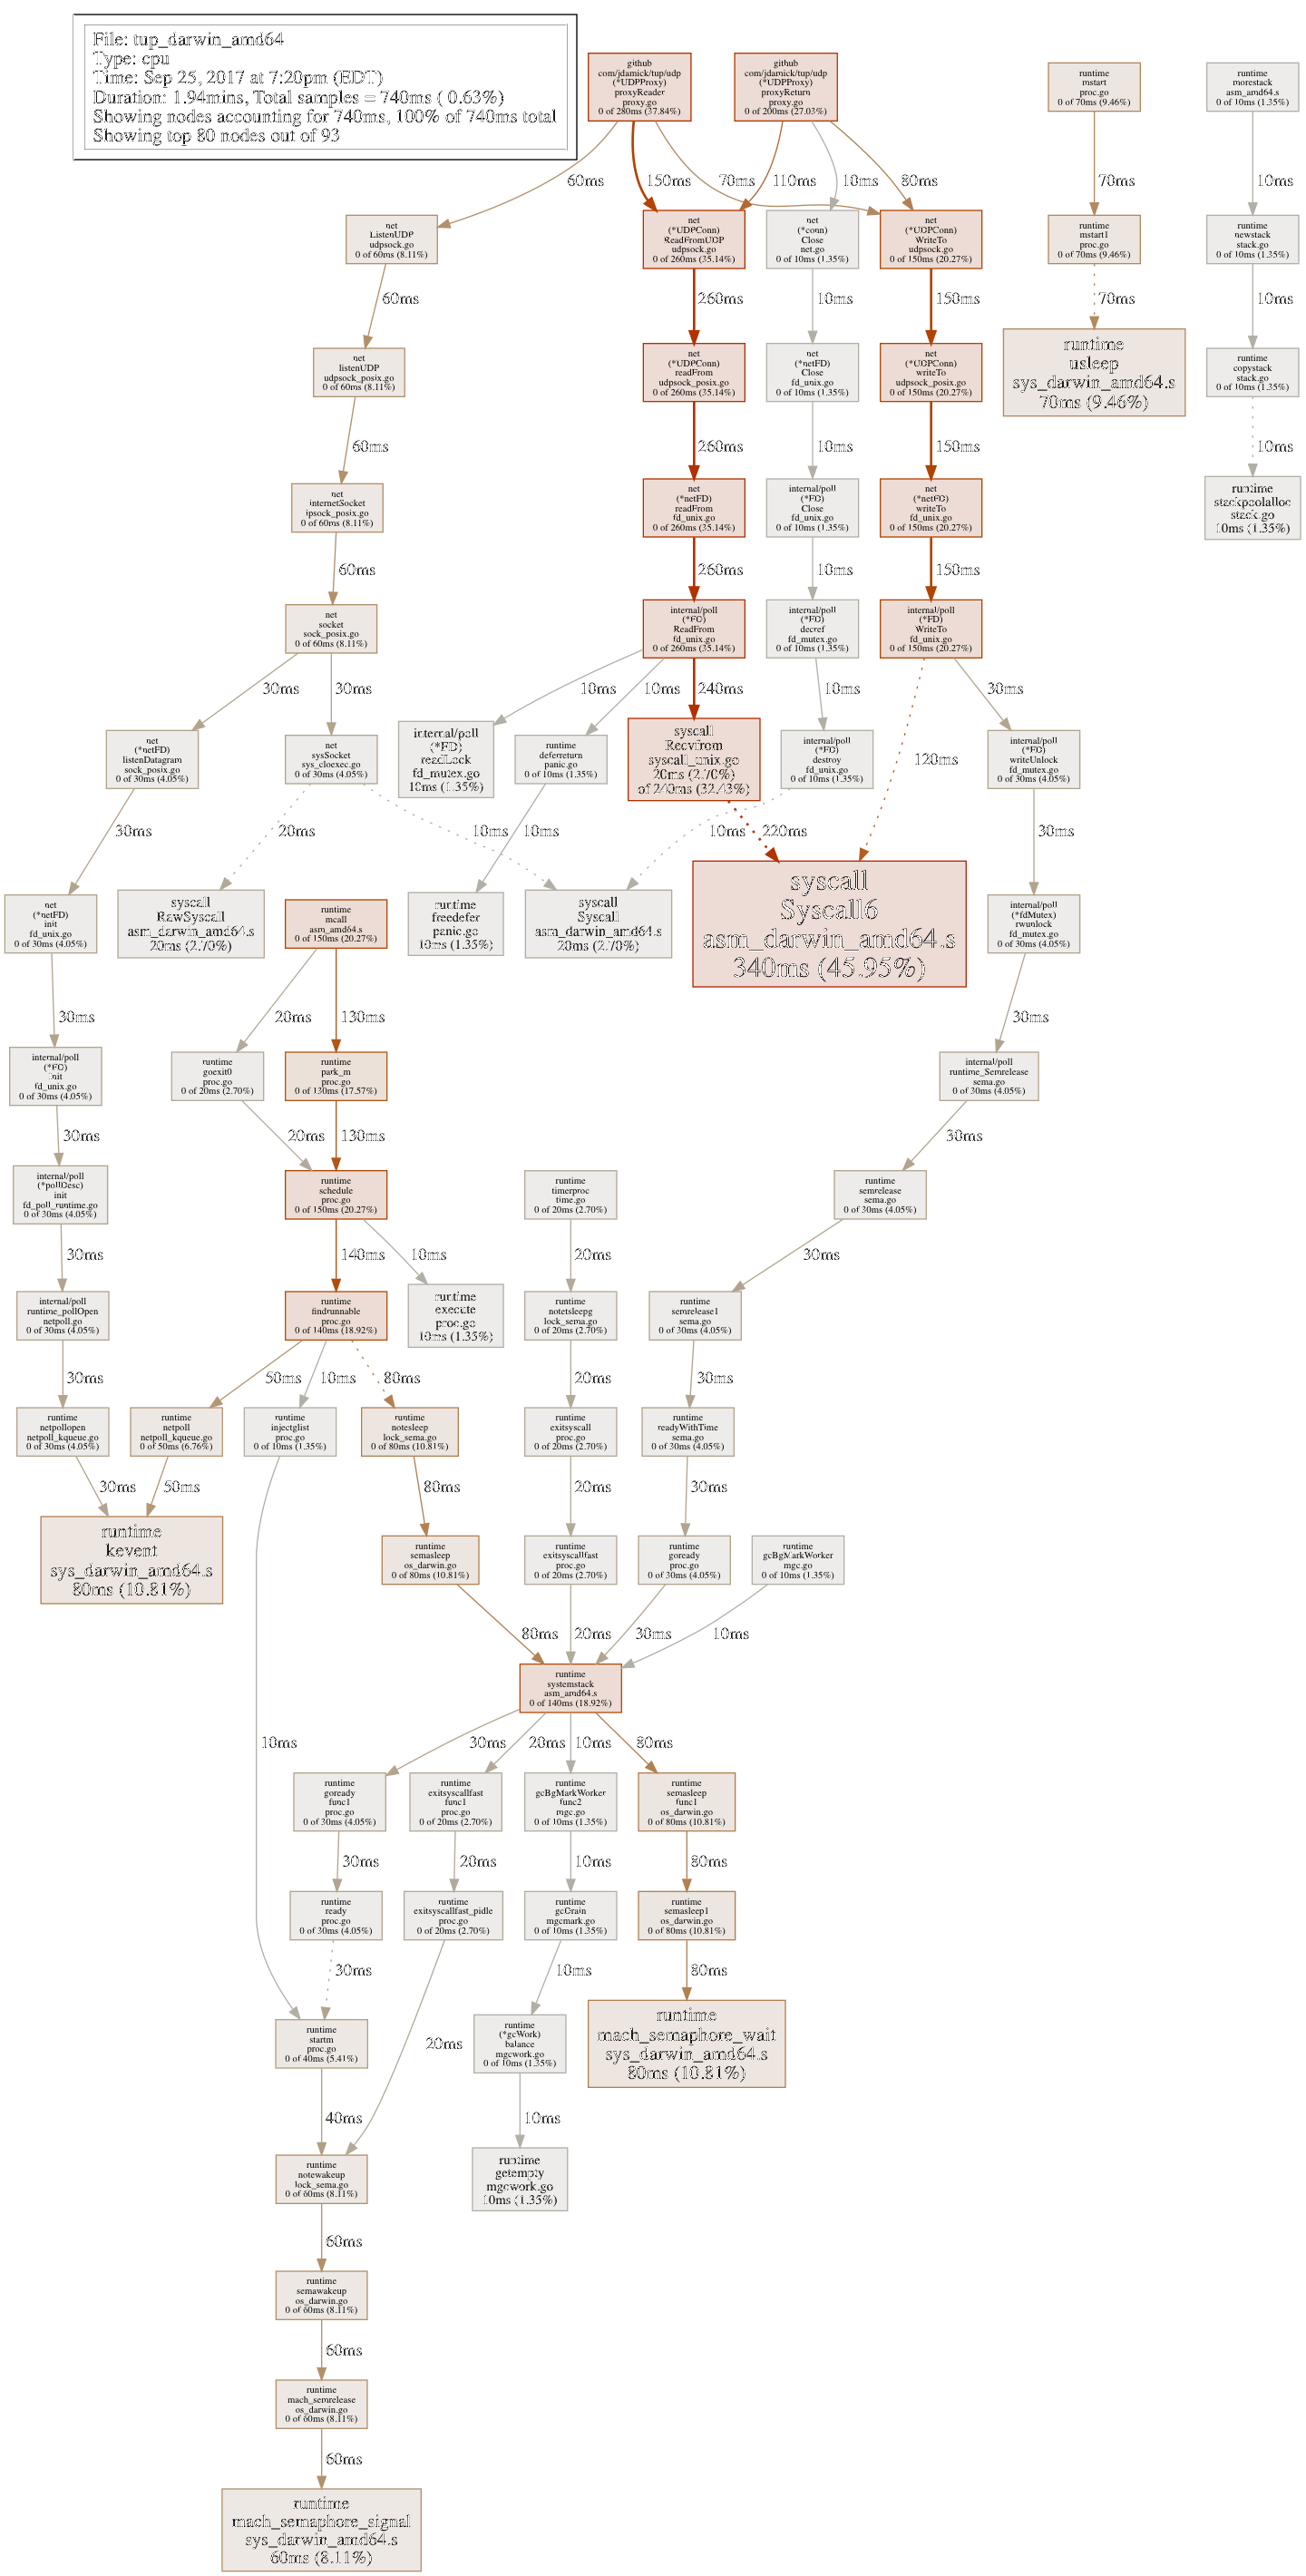 File: tup_darwin_amd64
Type: cpu
Time: Sep 25, 2017 at 7:20pm (EDT)
Duration: 1.94mins, Total samples = 740ms ( 0.63%)
Showing nodes accounting for 740ms, 100% of 740ms total
Showing top 80 nodes out of 93
github
com/jdamick/tup/udp
(*UDPProxy)
proxyReader
proxy.go
0 of 280ms (37.84%)
github
com/jdamick/tup/udp
(*UDPProxy)
proxyReturn
proxy.go
0 of 200ms (27.03%)
runtime
mstart
proc.go
0 of 70ms (9.46%)
runtime
morestack
asm_amd64.s
0 of 10ms (1.35%)
60ms
150ms
70ms
110ms
10ms
80ms
70ms
10ms
net
ListenUDP
udpsock.go
0 of 60ms (8.11%)
net
(*UDPConn)
ReadFromUDP
udpsock.go
0 of 260ms (35.14%)
net
(*conn)
Close
net.go
0 of 10ms (1.35%)
net
(*UDPConn)
WriteTo
udpsock.go
0 of 150ms (20.27%)
runtime
mstart1
proc.go
0 of 70ms (9.46%)
runtime
newstack
stack.go
0 of 10ms (1.35%)
60ms
260ms
10ms
150ms
70ms
10ms
net
listenUDP
udpsock_posix.go
0 of 60ms (8.11%)
net
(*UDPConn)
readFrom
udpsock_posix.go
0 of 260ms (35.14%)
net
(*netFD)
Close
fd_unix.go
0 of 10ms (1.35%)
net
(*UDPConn)
writeTo
udpsock_posix.go
0 of 150ms (20.27%)
runtime
usleep
sys_darwin_amd64.s
70ms (9.46%)
runtime
copystack
stack.go
0 of 10ms (1.35%)
60ms
260ms
10ms
150ms
10ms
net
internetSocket
ipsock_posix.go
0 of 60ms (8.11%)
net
(*netFD)
readFrom
fd_unix.go
0 of 260ms (35.14%)
internal/poll
(*FD)
Close
fd_unix.go
0 of 10ms (1.35%)
net
(*netFD)
writeTo
fd_unix.go
0 of 150ms (20.27%)
runtime
stackpoolalloc
stack.go
10ms (1.35%)
60ms
260ms
10ms
150ms
net
socket
sock_posix.go
0 of 60ms (8.11%)
internal/poll
(*FD)
ReadFrom
fd_unix.go
0 of 260ms (35.14%)
internal/poll
(*FD)
decref
fd_mutex.go
0 of 10ms (1.35%)
internal/poll
(*FD)
WriteTo
fd_unix.go
0 of 150ms (20.27%)
30ms
30ms
10ms
10ms
240ms
10ms
120ms
30ms
net
(*netFD)
listenDatagram
sock_posix.go
0 of 30ms (4.05%)
net
sysSocket
sys_cloexec.go
0 of 30ms (4.05%)
internal/poll
(*FD)
readLock
fd_mutex.go
10ms (1.35%)
runtime
deferreturn
panic.go
0 of 10ms (1.35%)
syscall
Recvfrom
syscall_unix.go
20ms (2.70%)
of 240ms (32.43%)
internal/poll
(*FD)
destroy
fd_unix.go
0 of 10ms (1.35%)
internal/poll
(*FD)
writeUnlock
fd_mutex.go
0 of 30ms (4.05%)
30ms
20ms
10ms
10ms
10ms
220ms
30ms
net
(*netFD)
init
fd_unix.go
0 of 30ms (4.05%)
syscall
RawSyscall
asm_darwin_amd64.s
20ms (2.70%)
runtime
mcall
asm_amd64.s
0 of 150ms (20.27%)
runtime
freedefer
panic.go
10ms (1.35%)
syscall
Syscall
asm_darwin_amd64.s
20ms (2.70%)
syscall
Syscall6
asm_darwin_amd64.s
340ms (45.95%)
internal/poll
(*fdMutex)
rwunlock
fd_mutex.go
0 of 30ms (4.05%)
30ms
20ms
130ms
30ms
internal/poll
(*FD)
Init
fd_unix.go
0 of 30ms (4.05%)
runtime
goexit0
proc.go
0 of 20ms (2.70%)
runtime
park_m
proc.go
0 of 130ms (17.57%)
internal/poll
runtime_Semrelease
sema.go
0 of 30ms (4.05%)
30ms
20ms
130ms
30ms
internal/poll
(*pollDesc)
init
fd_poll_runtime.go
0 of 30ms (4.05%)
runtime
schedule
proc.go
0 of 150ms (20.27%)
runtime
timerproc
time.go
0 of 20ms (2.70%)
runtime
semrelease
sema.go
0 of 30ms (4.05%)
30ms
140ms
10ms
20ms
30ms
internal/poll
runtime_pollOpen
netpoll.go
0 of 30ms (4.05%)
runtime
findrunnable
proc.go
0 of 140ms (18.92%)
runtime
execute
proc.go
10ms (1.35%)
runtime
notetsleepg
lock_sema.go
0 of 20ms (2.70%)
runtime
semrelease1
sema.go
0 of 30ms (4.05%)
30ms
50ms
10ms
80ms
20ms
30ms
runtime
netpollopen
netpoll_kqueue.go
0 of 30ms (4.05%)
runtime
netpoll
netpoll_kqueue.go
0 of 50ms (6.76%)
runtime
injectglist
proc.go
0 of 10ms (1.35%)
runtime
notesleep
lock_sema.go
0 of 80ms (10.81%)
runtime
exitsyscall
proc.go
0 of 20ms (2.70%)
runtime
readyWithTime
sema.go
0 of 30ms (4.05%)
30ms
50ms
80ms
20ms
30ms
runtime
kevent
sys_darwin_amd64.s
80ms (10.81%)
runtime
semasleep
os_darwin.go
0 of 80ms (10.81%)
runtime
exitsyscallfast
proc.go
0 of 20ms (2.70%)
runtime
goready
proc.go
0 of 30ms (4.05%)
runtime
gcBgMarkWorker
mgc.go
0 of 10ms (1.35%)
80ms
20ms
30ms
10ms
runtime
systemstack
asm_amd64.s
0 of 140ms (18.92%)
10ms
30ms
20ms
10ms
80ms
runtime
goready
func1
proc.go
0 of 30ms (4.05%)
runtime
exitsyscallfast
func1
proc.go
0 of 20ms (2.70%)
runtime
gcBgMarkWorker
func2
mgc.go
0 of 10ms (1.35%)
runtime
semasleep
func1
os_darwin.go
0 of 80ms (10.81%)
30ms
20ms
10ms
80ms
runtime
ready
proc.go
0 of 30ms (4.05%)
runtime
exitsyscallfast_pidle
proc.go
0 of 20ms (2.70%)
runtime
gcDrain
mgcmark.go
0 of 10ms (1.35%)
runtime
semasleep1
os_darwin.go
0 of 80ms (10.81%)
30ms
10ms
80ms
runtime
startm
proc.go
0 of 40ms (5.41%)
20ms
runtime
(*gcWork)
balance
mgcwork.go
0 of 10ms (1.35%)
runtime
mach_semaphore_wait
sys_darwin_amd64.s
80ms (10.81%)
40ms
10ms
runtime
notewakeup
lock_sema.go
0 of 60ms (8.11%)
runtime
getempty
mgcwork.go
10ms (1.35%)
60ms
runtime
semawakeup
os_darwin.go
0 of 60ms (8.11%)
60ms
runtime
mach_semrelease
os_darwin.go
0 of 60ms (8.11%)
60ms
runtime
mach_semaphore_signal
sys_darwin_amd64.s
60ms (8.11%)